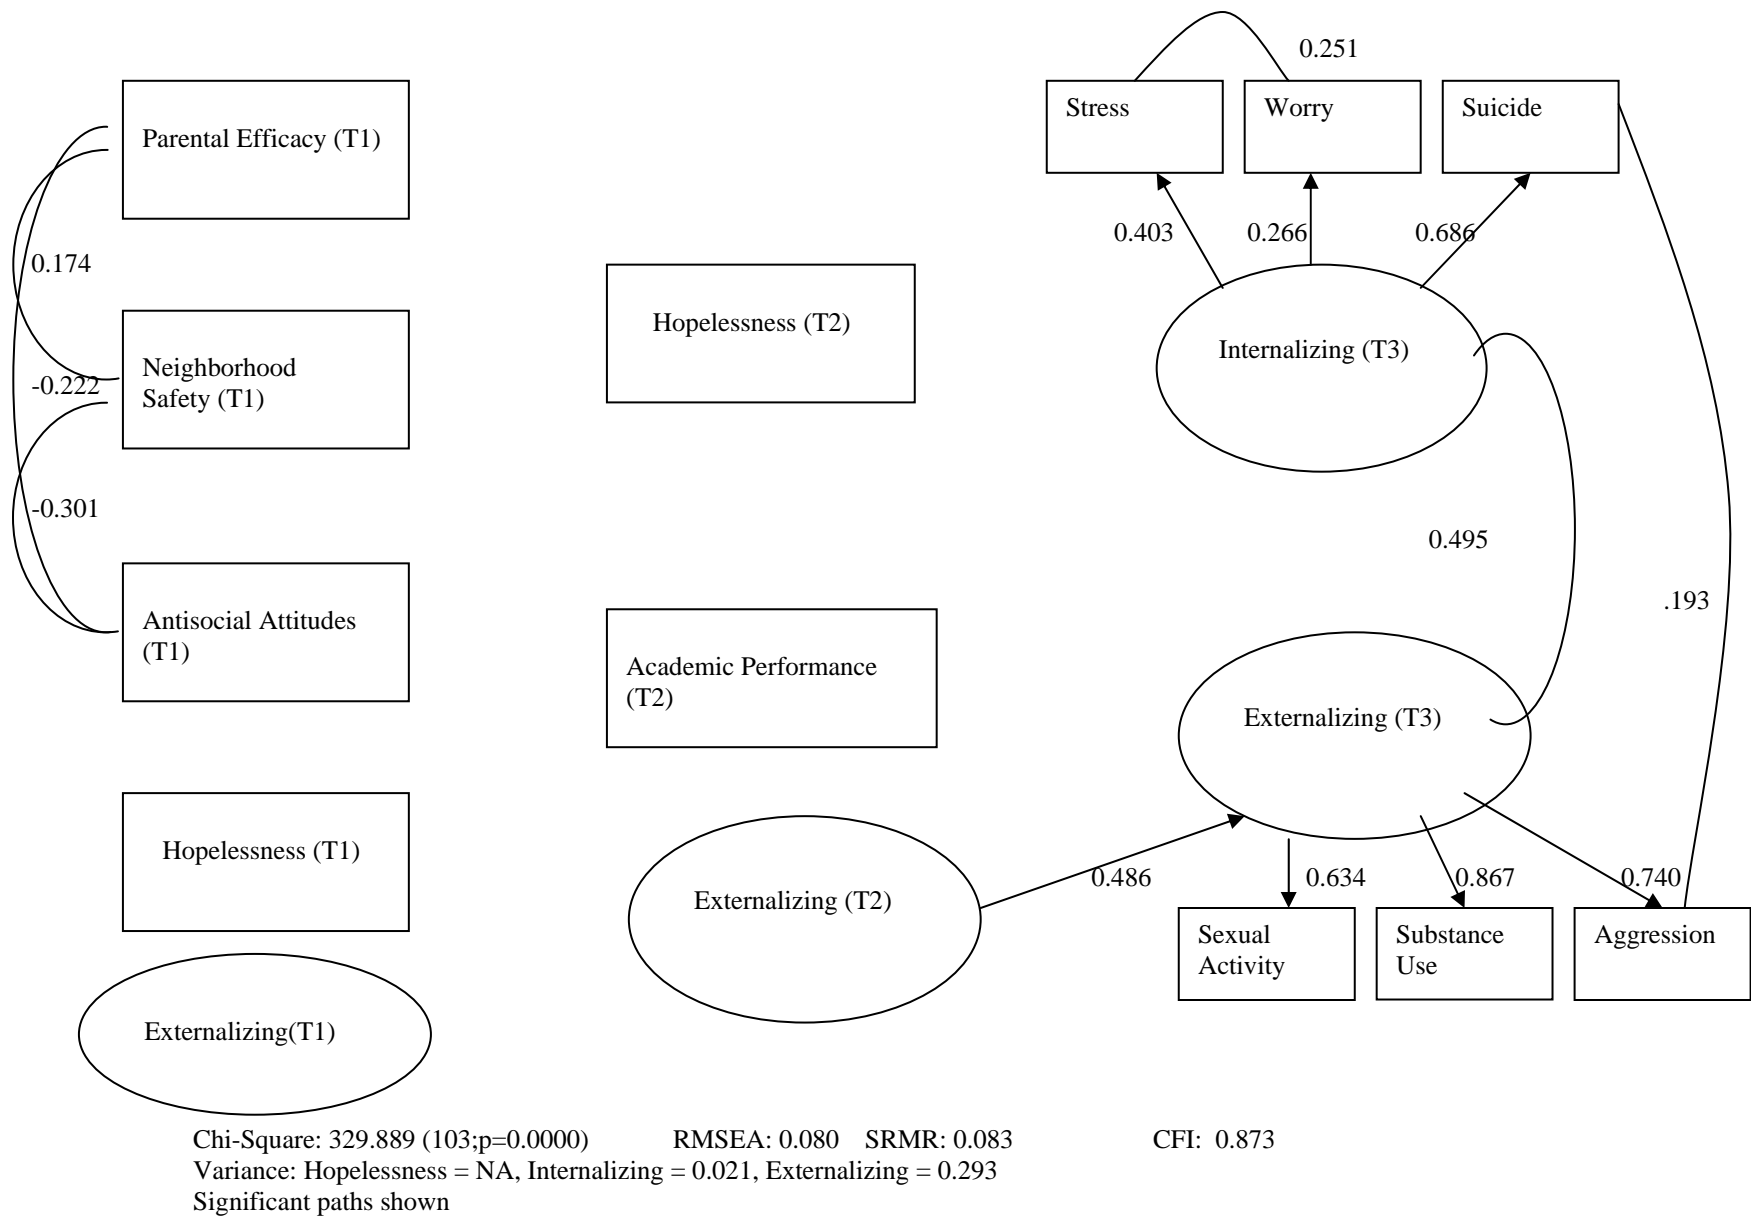 0.251
Stress
Worry
Suicide
Parental Efficacy (T1)
0.403
0.266
0.686
0.174
Hopelessness (T2)
Internalizing (T3)
Neighborhood
Safety (T1)
-0.222
-0.301
0.495
.193
Antisocial Attitudes
(T1)
Academic Performance
(T2)
Externalizing (T3)
Hopelessness (T1)
Externalizing (T2)
0.486
0.634
0.867
0.740
Sexual
Activity
Substance
Use
Aggression
Externalizing(T1)
Chi-Square: 329.889 (103;p=0.0000) RMSEA: 0.080 SRMR: 0.083 CFI: 0.873
Variance: Hopelessness = NA, Internalizing = 0.021, Externalizing = 0.293
Significant paths shown